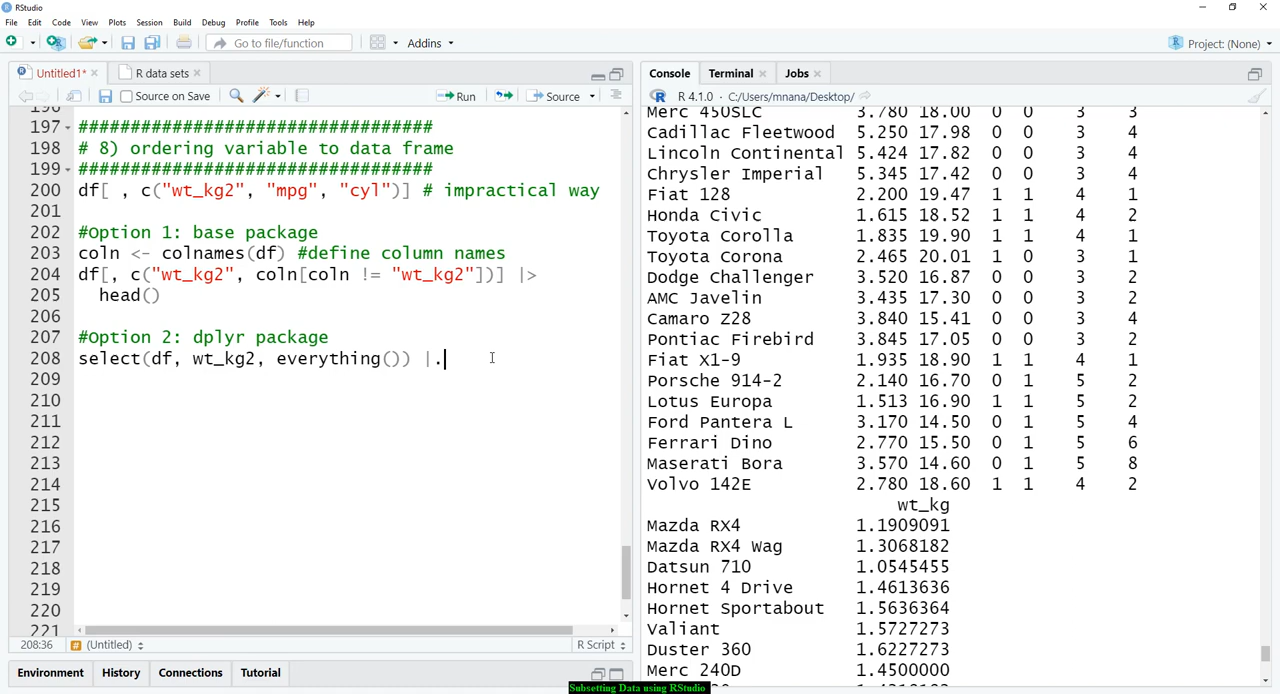 RStudio
File Edit Code View Plots Session Build Debug Profile Tools Help
Go to file/function Addins Project: (None)
Untitled1* R data sets
Source on Save Run Source
196
197 ##################################
198 # 8) ordering variable to data frame
199 ##################################
200 df[ , c("wt_kg2", "mpg", "cyl")] # impractical way
201
202 #Option 1: base package
203 coln <- colnames(df) #define column names
204 df[, c("wt_kg2", coln[coln != "wt_kg2"])] |>
205 head()
206
207 #Option 2: dplyr package
208 select(df, wt_kg2, everything()) |.
209
210
211
212
213
214
215
216
217
218
219
220
221
208:36 (Untitled) R Script
Environment History Connections Tutorial
Console Terminal Jobs
R 4.1.0 · C:/Users/mnana/Desktop/
Merc 450SLC 3.780 18.00 0 0 3 3
Cadillac Fleetwood 5.250 17.98 0 0 3 4
Lincoln Continental 5.424 17.82 0 0 3 4
Chrysler Imperial 5.345 17.42 0 0 3 4
Fiat 128 2.200 19.47 1 1 4 1
Honda Civic 1.615 18.52 1 1 4 2
Toyota Corolla 1.835 19.90 1 1 4 1
Toyota Corona 2.465 20.01 1 0 3 1
Dodge Challenger 3.520 16.87 0 0 3 2
AMC Javelin 3.435 17.30 0 0 3 2
Camaro Z28 3.840 15.41 0 0 3 4
Pontiac Firebird 3.845 17.05 0 0 3 2
Fiat X1-9 1.935 18.90 1 1 4 1
Porsche 914-2 2.140 16.70 0 1 5 2
Lotus Europa 1.513 16.90 1 1 5 2
Ford Pantera L 3.170 14.50 0 1 5 4
Ferrari Dino 2.770 15.50 0 1 5 6
Maserati Bora 3.570 14.60 0 1 5 8
Volvo 142E 2.780 18.60 1 1 4 2
wt_kg
Mazda RX4 1.1909091
Mazda RX4 Wag 1.3068182
Datsun 710 1.0545455
Hornet 4 Drive 1.4613636
Hornet Sportabout 1.5636364
Valiant 1.5727273
Duster 360 1.6227273
Merc 240D 1.4500000
Subsetting Data using RStudio